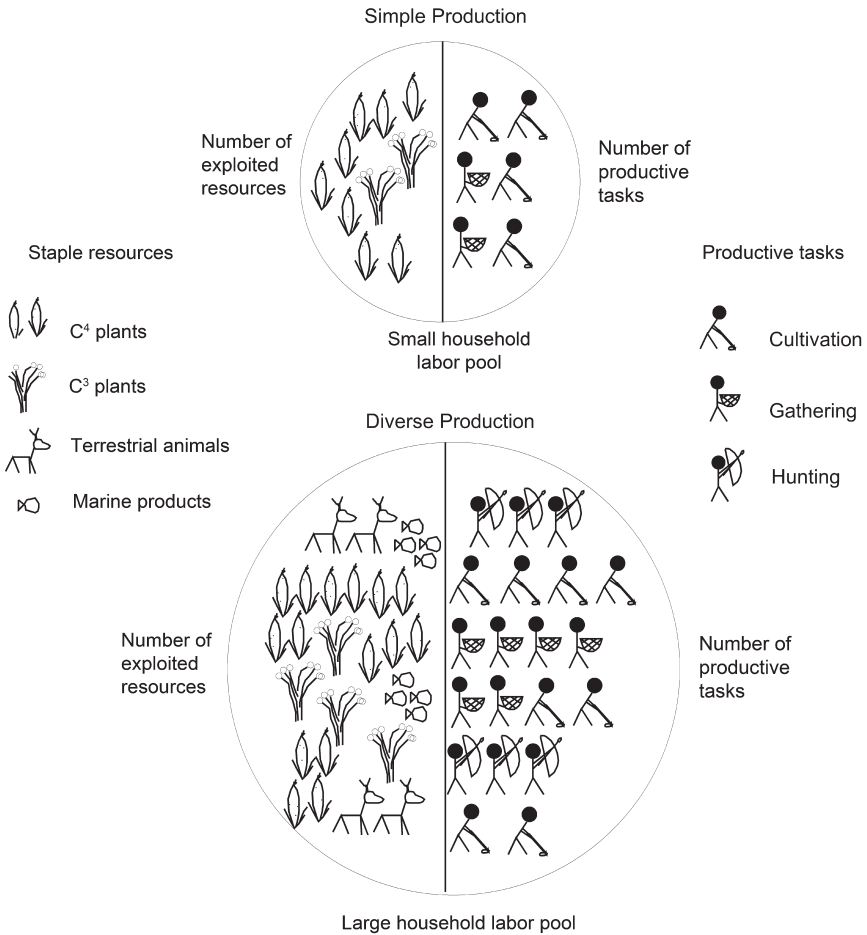 Simple Production
Number of
exploited
resources
Number of
productive
tasks
Staple resources
Productive tasks
C⁴ plants
C³ plants
Terrestrial animals
Marine products
Cultivation
Gathering
Hunting
Small household
labor pool
Diverse Production
Number of
exploited
resources
Number of
productive
tasks
Large household labor pool